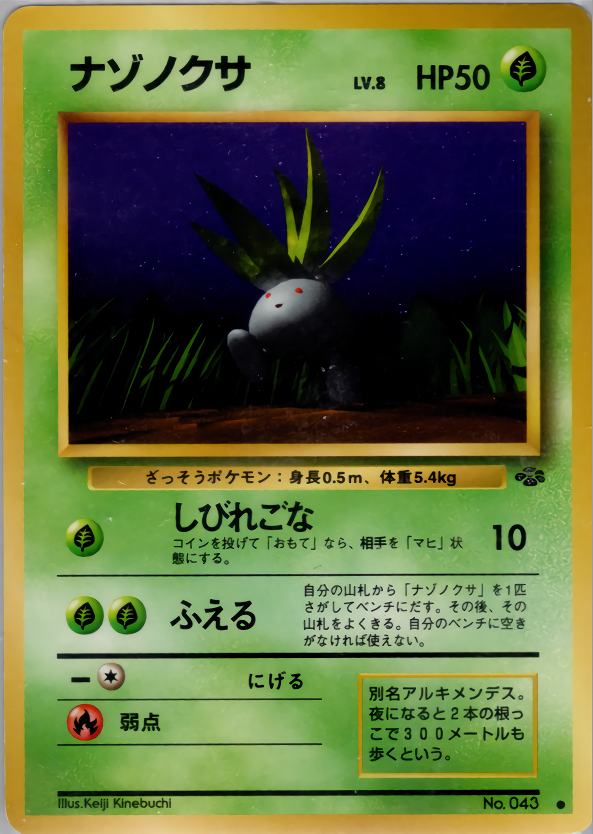 ナゾノクサ LV.8 HP50
ざっそうポケモン：身長0.5m、体重5.4kg
しびれごな 10
コインを投げて「おもて」なら、相手を「マヒ」状
態にする。
ふえる
自分の山札から「ナゾノクサ」を1匹
さがしてベンチにだす。その後、その
山札をよくきる。自分のベンチに空き
がなければ使えない。
ー にげる
弱点
別名アルキメンデス。
夜になると２本の根っ
こで３００メートルも
歩くという。
Illus.Keiji Kinebuchi No. 043 ●